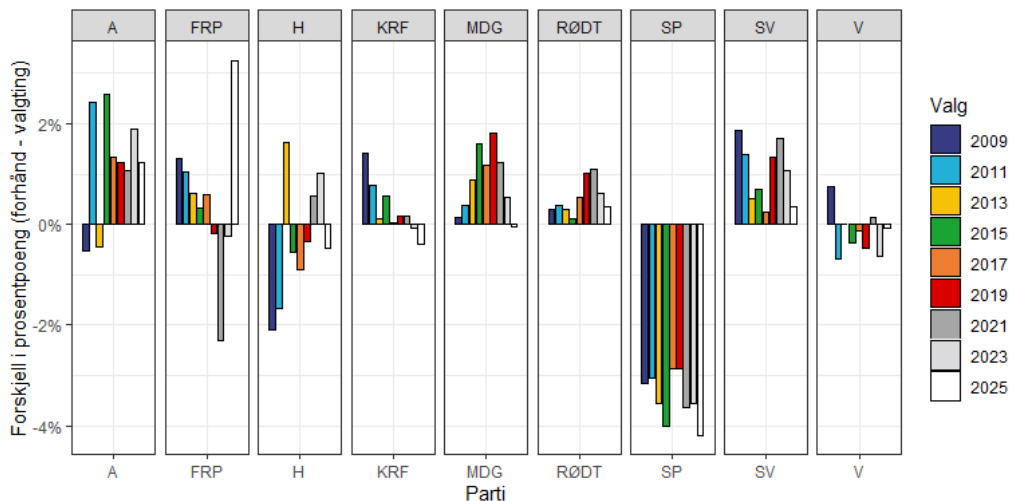 A FRP H KRF MDG RØDT SP SV V
Forskjell i prosentpoeng (forhånd - valgting)
2%
0%
-2%
-4%
A FRP H KRF MDG RØDT SP SV V
Parti
Valg
2009
2011
2013
2015
2017
2019
2021
2023
2025